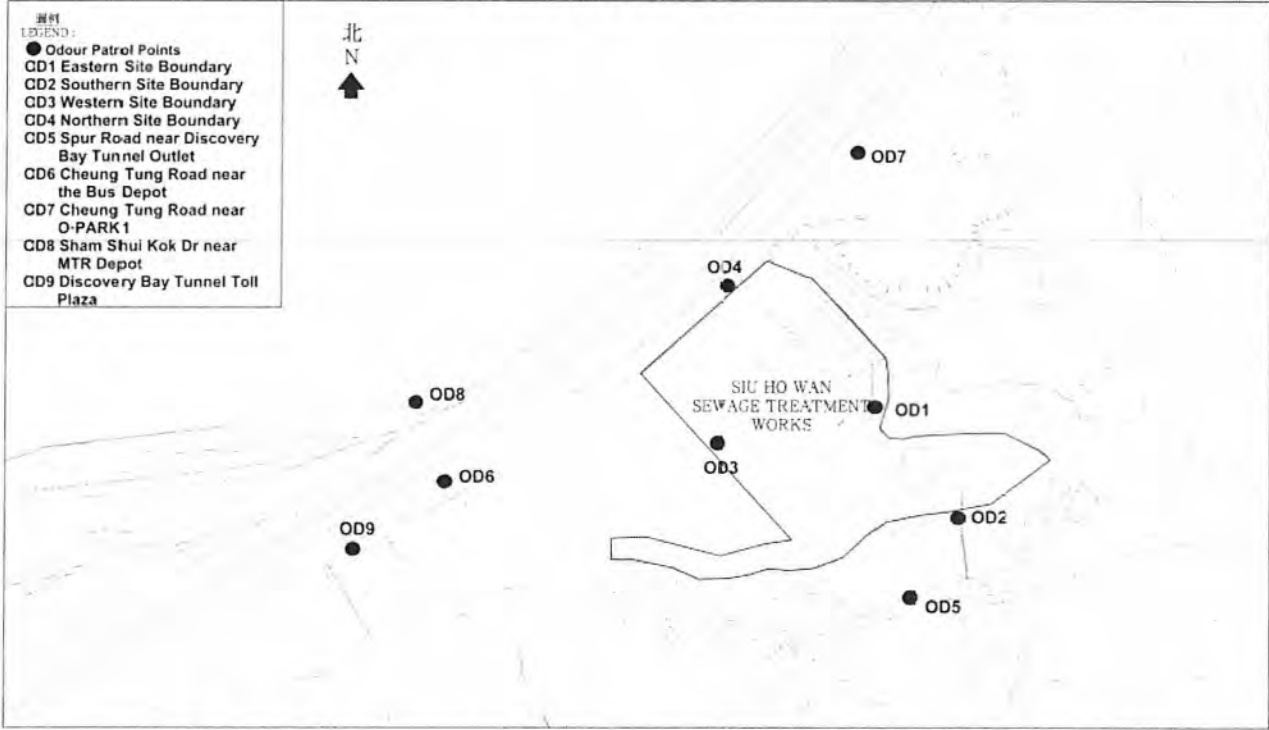 圖例
LEGEND:
Odour Patrol Points
CD1 Eastern Site Boundary
CD2 Southern Site Boundary
CD3 Western Site Boundary
CD4 Northern Site Boundary
CD5 Spur Road near Discovery
Bay Tunnel Outlet
CD6 Cheung Tung Road near
the Bus Depot
CD7 Cheung Tung Road near
O-PARK1
CD8 Sham Shui Kok Dr near
MTR Depot
CD9 Discovery Bay Tunnel Toll
Plaza
北
N
OD7
OD4
SIU HO WAN
SEWAGE TREATMENT
WORKS
OD8
OD1
OD3
OD6
OD2
OD9
OD5